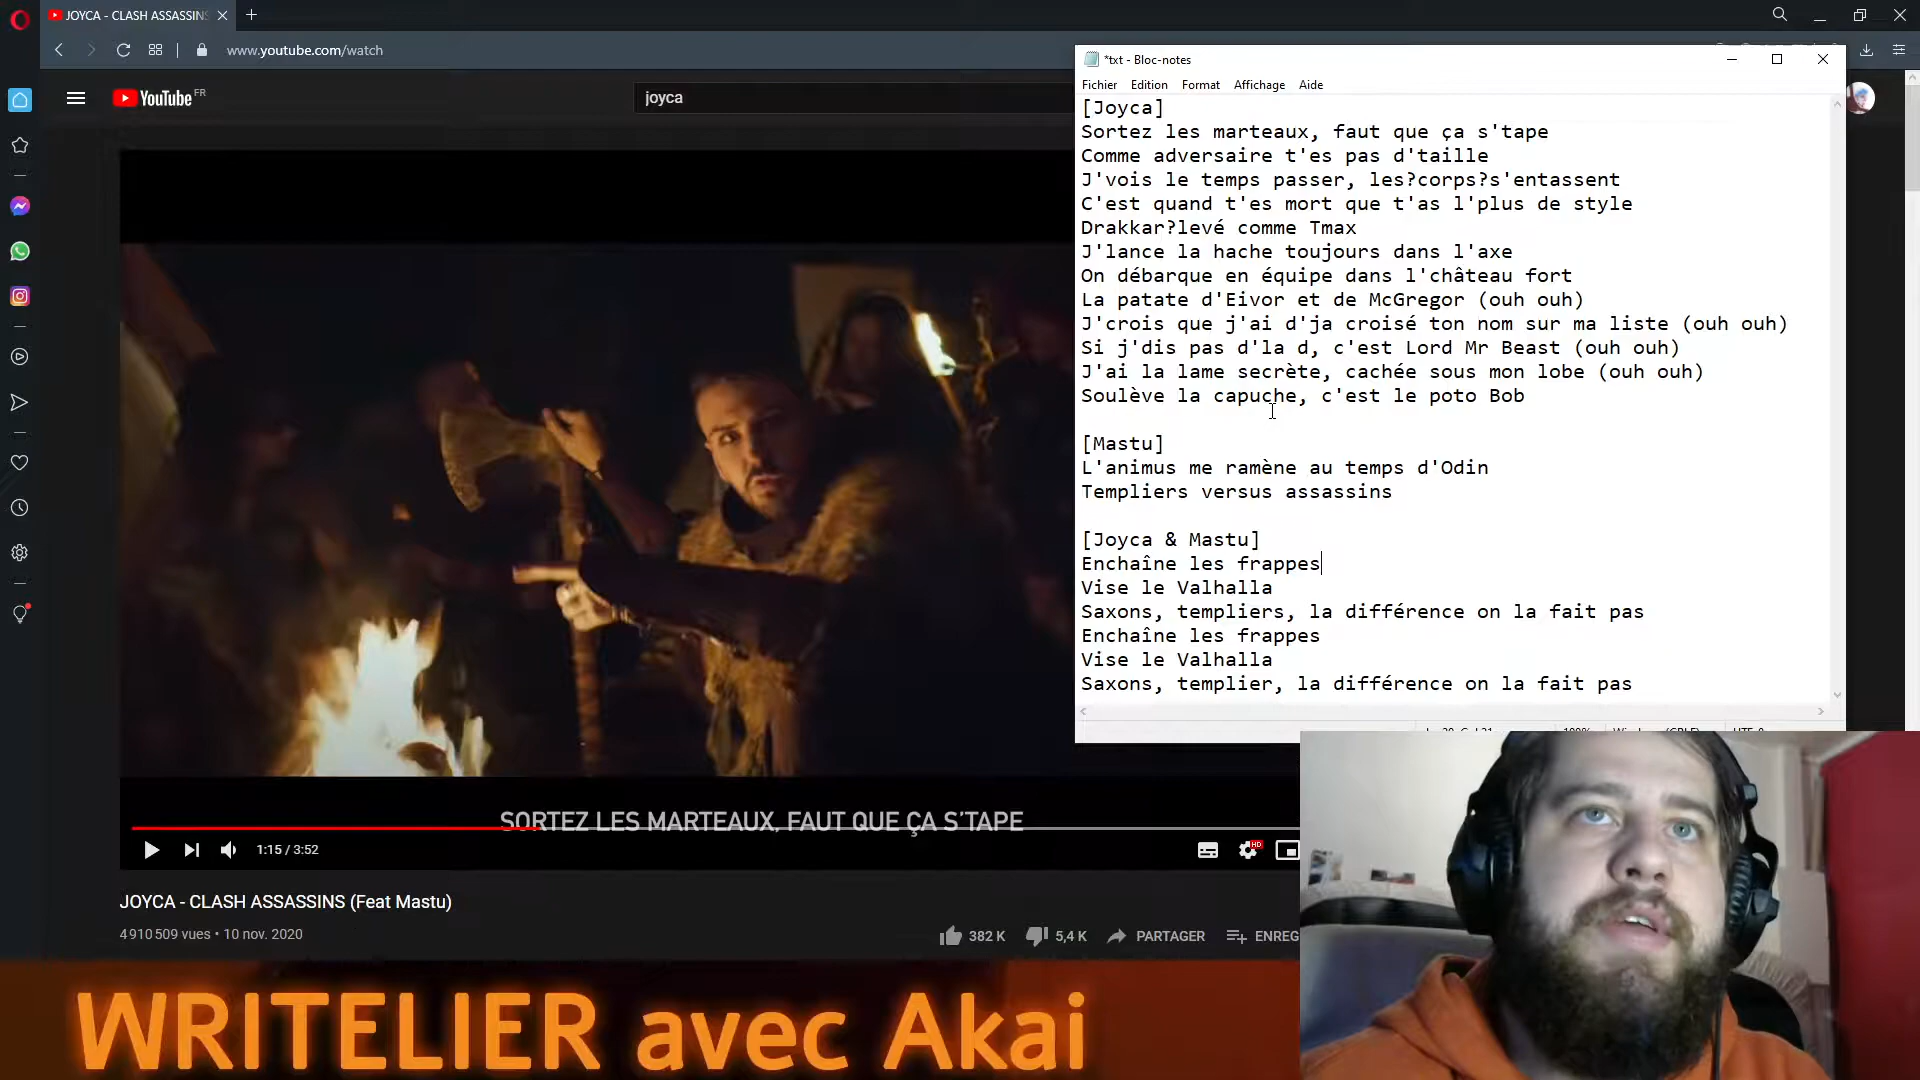 JOYCA - CLASH ASSASSINS
www.youtube.com/watch
YouTube FR
joyca
*txt - Bloc-notes
Fichier Edition Format Affichage Aide
[Joyca]
Sortez les marteaux, faut que ça s'tape
Comme adversaire t'es pas d'taille
J'vois le temps passer, les?corps?s'entassent
C'est quand t'es mort que t'as l'plus de style
Drakkar?levé comme Tmax
J'lance la hache toujours dans l'axe
On débarque en équipe dans l'château fort
La patate d'Eivor et de McGregor (ouh ouh)
J'crois que j'ai d'ja croisé ton nom sur ma liste (ouh ouh)
Si j'dis pas d'la d, c'est Lord Mr Beast (ouh ouh)
J'ai la lame secrète, cachée sous mon lobe (ouh ouh)
Soulève la capuche, c'est le poto Bob
[Mastu]
L'animus me ramène au temps d'Odin
Templiers versus assassins
[Joyca & Mastu]
Enchaîne les frappes
Vise le Valhalla
Saxons, templiers, la différence on la fait pas
Enchaîne les frappes
Vise le Valhalla
Saxons, templier, la différence on la fait pas
SORTEZ LES MARTEAUX, FAUT QUE ÇA S'TAPE
1:15 / 3:52
HD
JOYCA - CLASH ASSASSINS (Feat Mastu)
4 910 509 vues • 10 nov. 2020
382 K 5,4 K PARTAGER ENREG
WRITELIER avec Akai